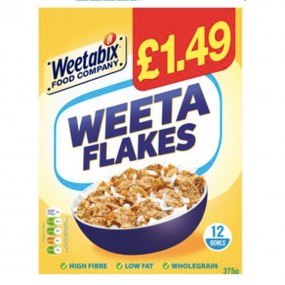 Weetabix
FOOD COMPANY
£1.49
WEETA
FLAKES
12
BOWLS
HIGH FIBRE
LOW FAT
WHOLEGRAIN
375g